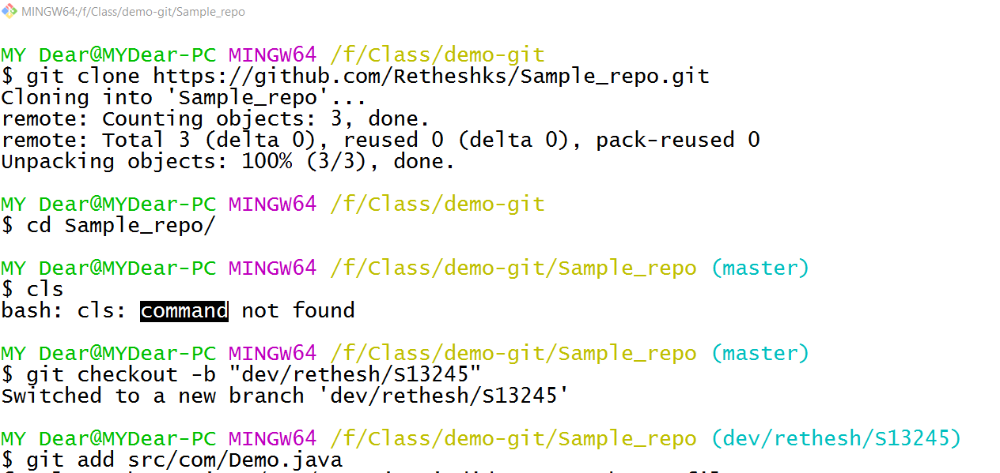 MINGW64:/f/Class/demo-git/Sample_repo
MY Dear@MYDear-PC MINGW64 /f/Class/demo-git
$ git clone https://github.com/Retheshks/Sample_repo.git
Cloning into 'Sample_repo'...
remote: Counting objects: 3, done.
remote: Total 3 (delta 0), reused 0 (delta 0), pack-reused 0
Unpacking objects: 100% (3/3), done.
MY Dear@MYDear-PC MINGW64 /f/Class/demo-git
$ cd Sample_repo/
MY Dear@MYDear-PC MINGW64 /f/Class/demo-git/Sample_repo (master)
$ cls
bash: cls: command not found
MY Dear@MYDear-PC MINGW64 /f/Class/demo-git/Sample_repo (master)
$ git checkout -b "dev/rethesh/S13245"
Switched to a new branch 'dev/rethesh/S13245'
MY Dear@MYDear-PC MINGW64 /f/Class/demo-git/Sample_repo (dev/rethesh/S13245)
$ git add src/com/Demo.java